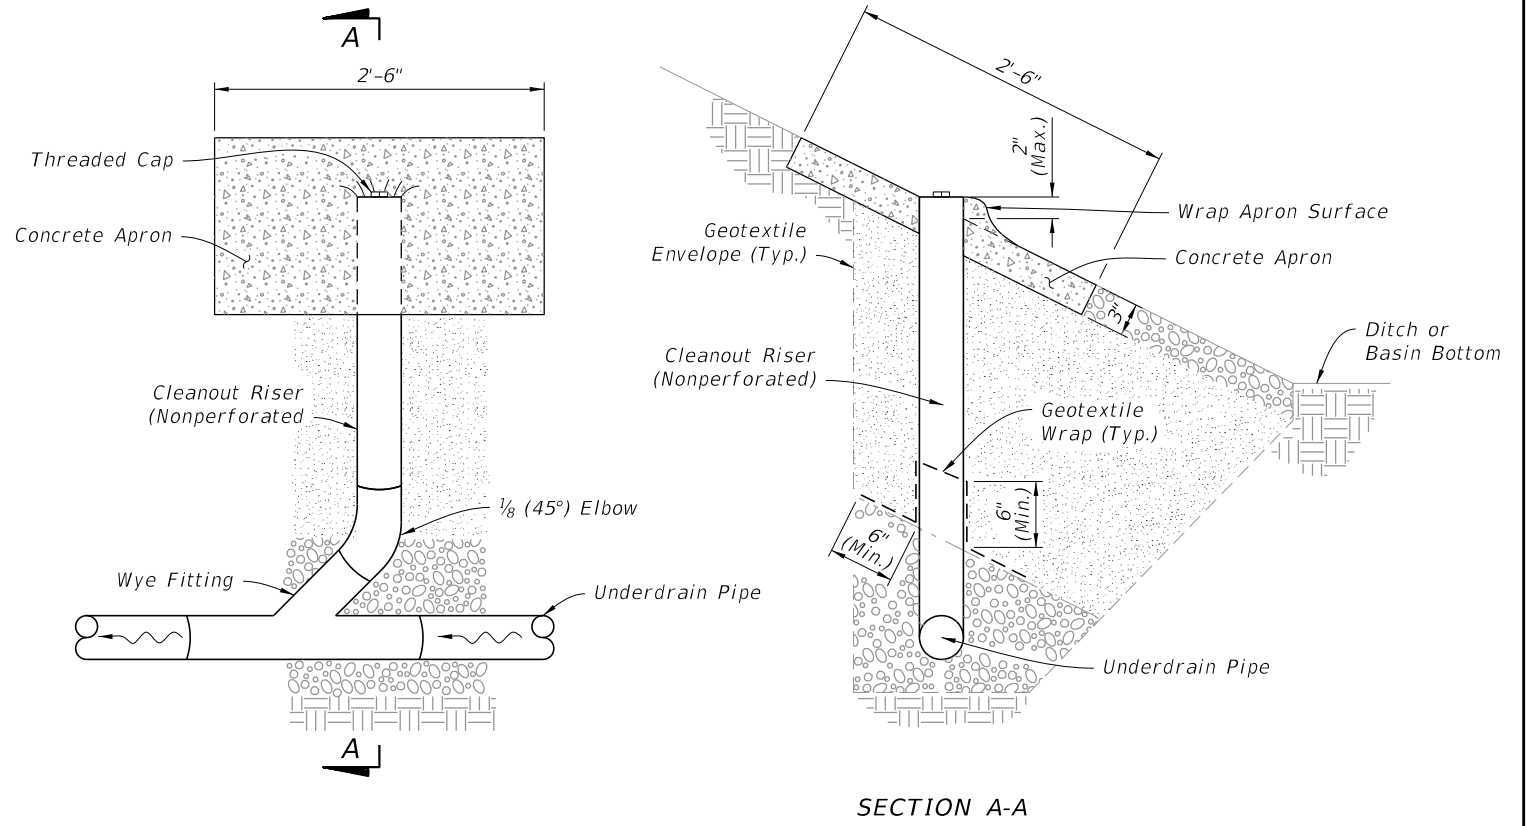 A
2'-6"
Threaded Cap
Concrete Apron
Cleanout Riser
(Nonperforated
⅛ (45°) Elbow
Wye Fitting
Underdrain Pipe
A
2'-6"
2"
(Max.)
Wrap Apron Surface
Geotextile
Envelope (Typ.)
Concrete Apron
3"
Ditch or
Basin Bottom
Cleanout Riser
(Nonperforated)
Geotextile
Wrap (Typ.)
6"
(Min.)
6"
(Min.)
Underdrain Pipe
SECTION A-A